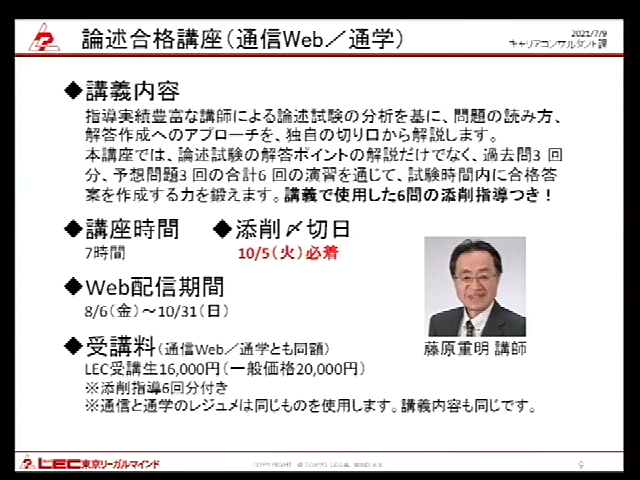 論述合格講座（通信Web／通学）
2021/7/9
キャリアコンサルタント課
◆講義内容
指導実績豊富な講師による論述試験の分析を基に、問題の読み方、
解答作成へのアプローチを、独自の切り口から解説します。
本講座では、論述試験の解答ポイントの解説だけでなく、過去問3 回
分、予想問題3 回の合計6 回の演習を通じて、試験時間内に合格答
案を作成する力を鍛えます。講義で使用した6問の添削指導つき！
◆講座時間 ◆添削〆切日
7時間 10/5（火）必着
◆Web配信期間
8/6（金）～10/31（日）
◆受講料（通信Web／通学とも同額）
LEC受講生16,000円（一般価格20,000円）
※添削指導6回分付き
※通信と通学のレジュメは同じものを使用します。講義内容も同じです。
藤原重明 講師
LEC東京リーガルマインド
COPYRIGHT @ TOKYO LEGAL MIND K.K
9